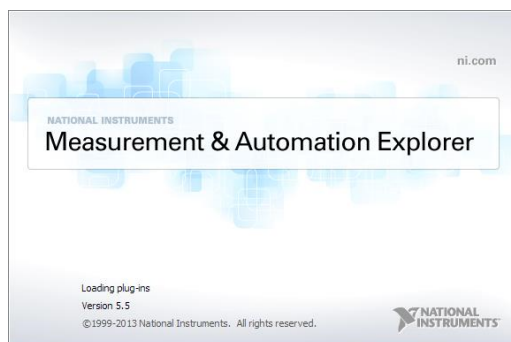 ni.com
NATIONAL INSTRUMENTS
Measurement & Automation Explorer
Loading plug-ins
Version 5.5
©1999-2013 National Instruments. All rights reserved.
NATIONAL
INSTRUMENTS